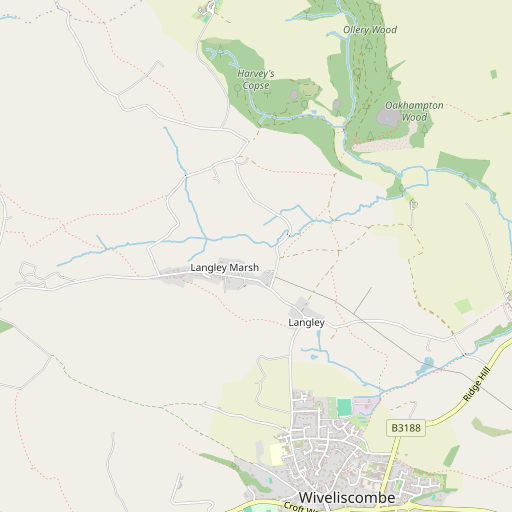 Ollery Wood
Harvey's
Copse
Oakhampton
Wood
Langley Marsh
Langley
Ridge Hill
B3188
Wiveliscombe